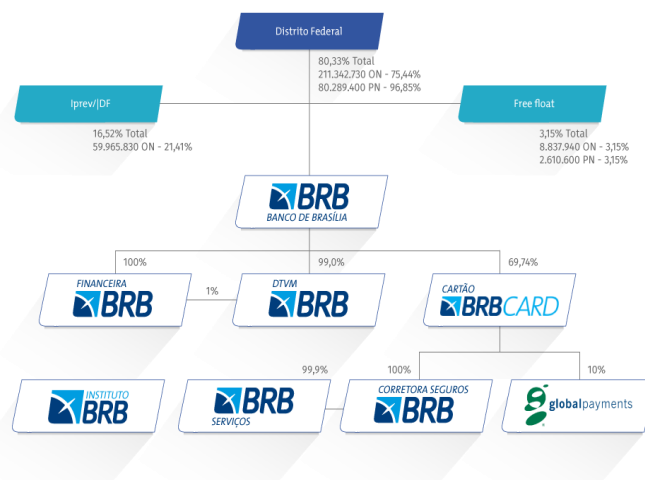 Distrito Federal
80,33% Total
211.342.730 ON - 75,44%
80.289.400 PN - 96,85%
Iprev/|DF
16,52% Total
59.965.830 ON - 21,41%
Free float
3,15% Total
8.837.940 ON - 3,15%
2.610.600 PN - 3,15%
BRB
BANCO DE BRASÍLIA
100%
99,0%
69,74%
FINANCEIRA
BRB
1%
DTVM
BRB
CARTÃO
BRBCARD
99,9%
100%
10%
INSTITUTO
BRB
BRB
SERVIÇOS
CORRETORA SEGUROS
BRB
globalpayments